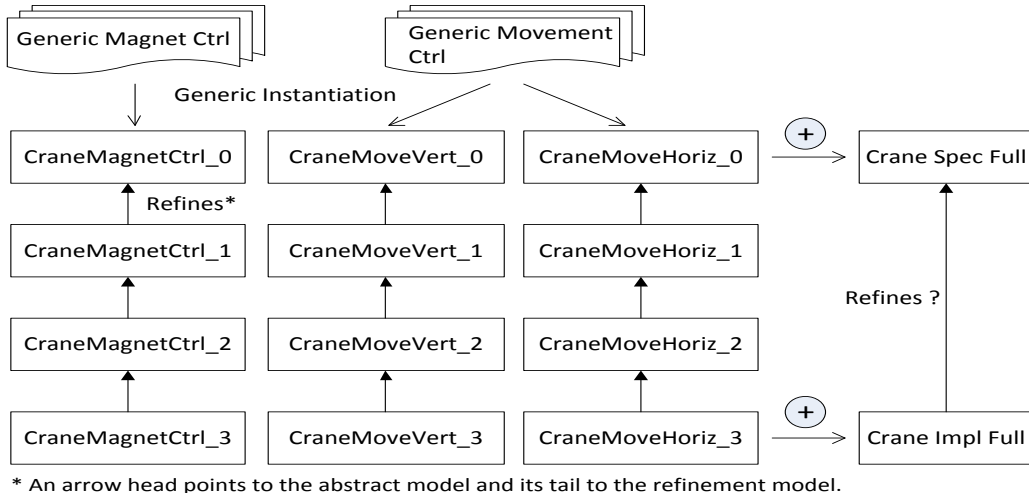 Generic Magnet Ctrl
Generic Movement
Ctrl
Generic Instantiation
+
CraneMagnetCtrl_0
CraneMoveVert_0
CraneMoveHoriz_0
Crane Spec Full
Refines*
CraneMagnetCtrl_1
CraneMoveVert_1
CraneMoveHoriz_1
Refines ?
CraneMagnetCtrl_2
CraneMoveVert_2
CraneMoveHoriz_2
+
CraneMagnetCtrl_3
CraneMoveVert_3
CraneMoveHoriz_3
Crane Impl Full
* An arrow head points to the abstract model and its tail to the refinement model.